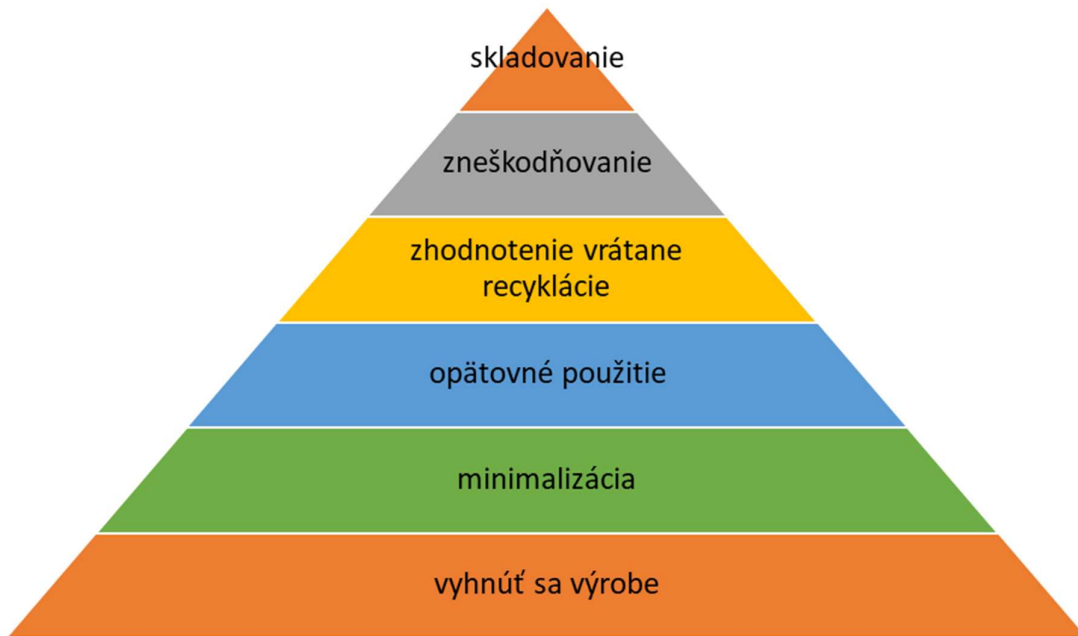 skladovanie
zneškodňovanie
zhodnotenie vrátane
recyklácie
opätovné použitie
minimalizácia
vyhnúť sa výrobe